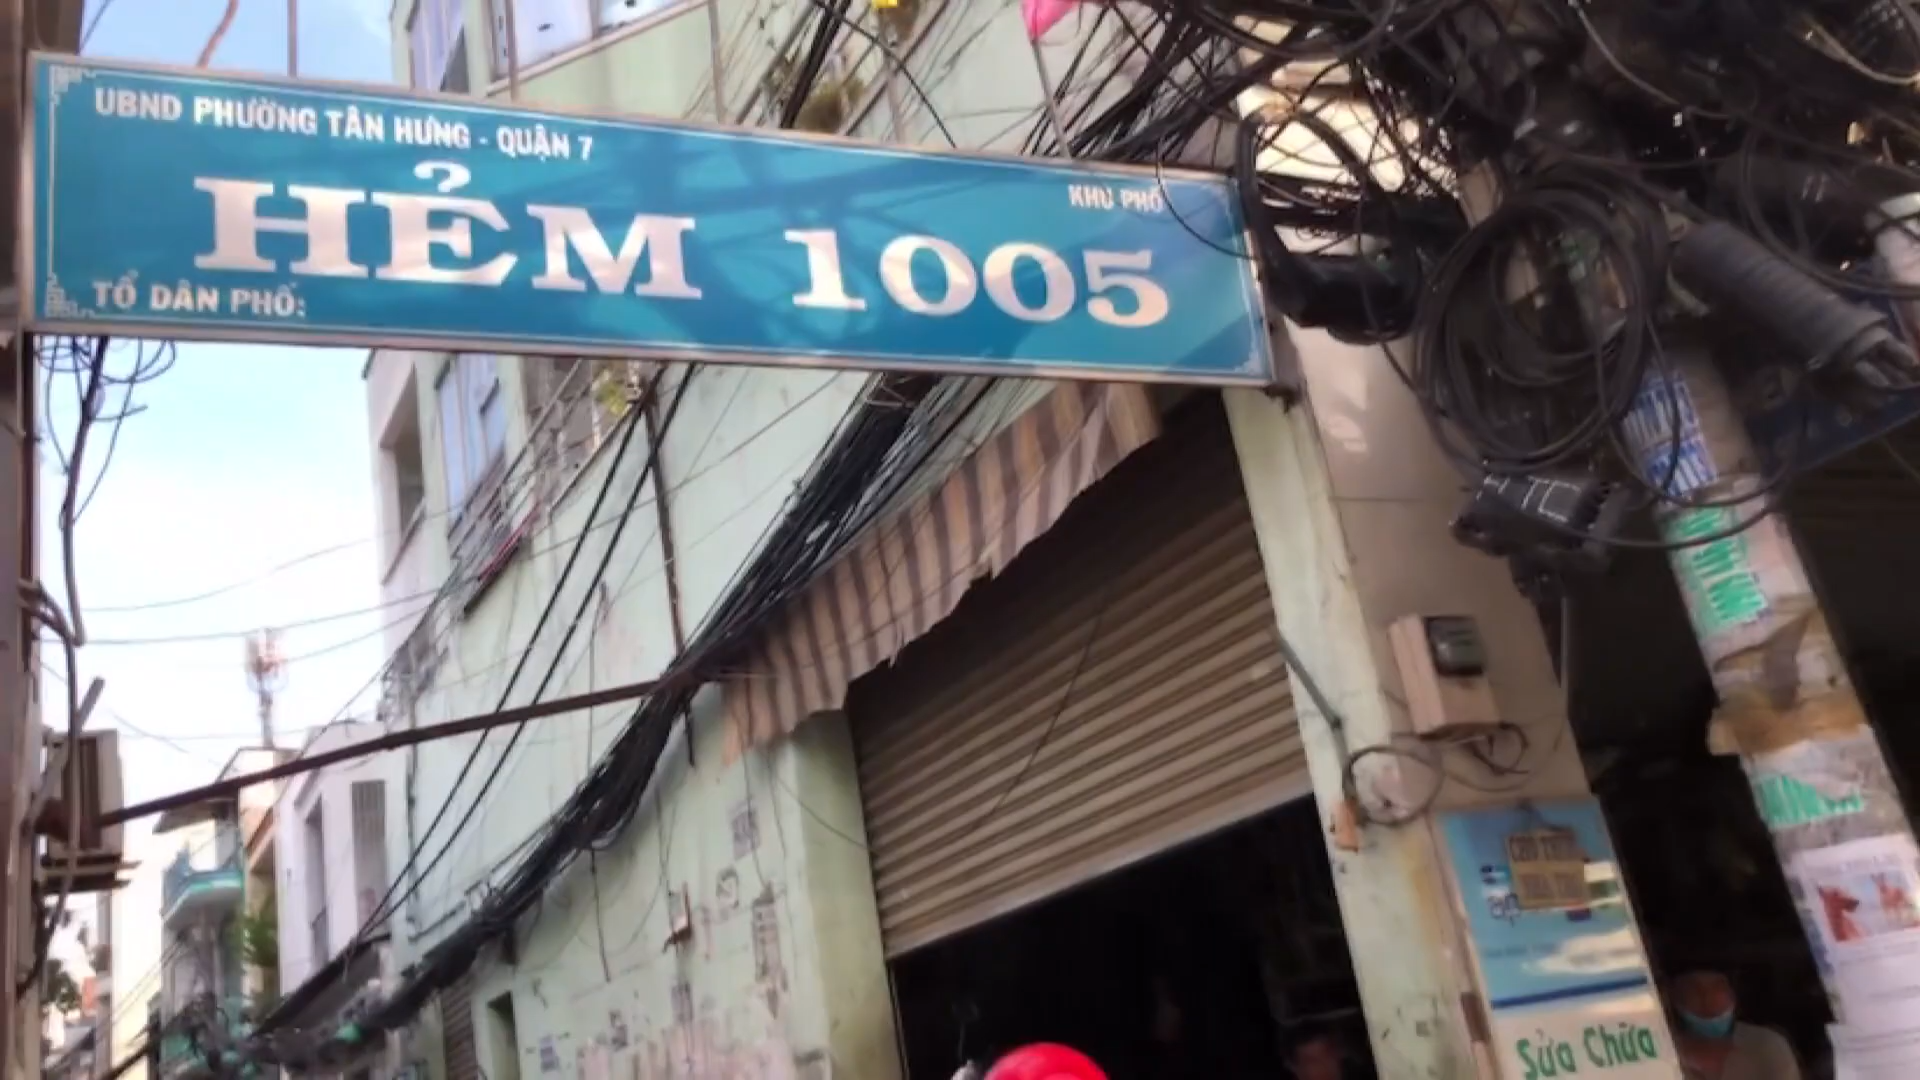 UBND PHƯỜNG TÂN HƯNG - QUẬN 7
KHU PHỐ
HẺM 1005
TỔ DÂN PHỐ:
Sửa Chữa